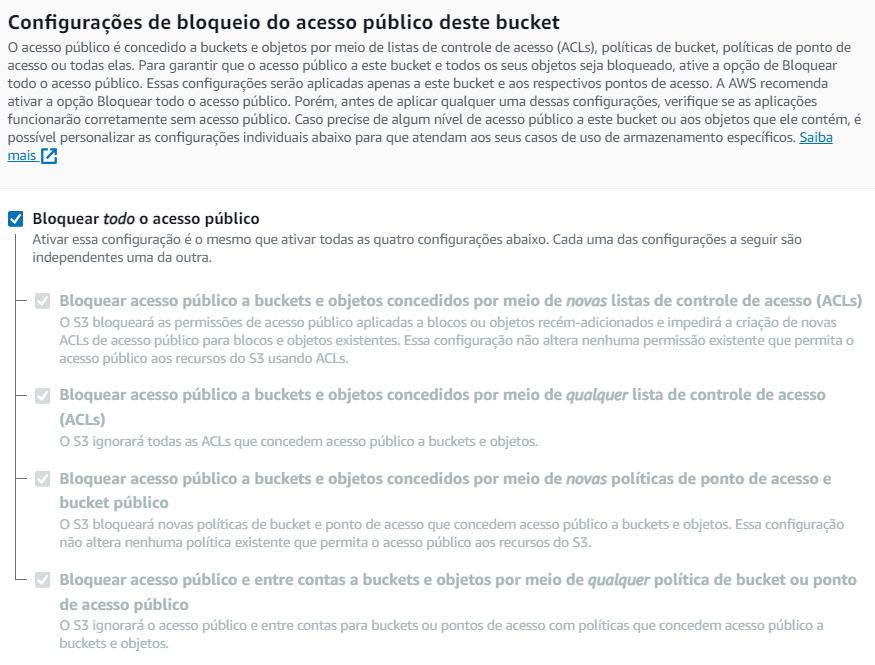 Configurações de bloqueio do acesso público deste bucket
O acesso público é concedido a buckets e objetos por meio de listas de controle de acesso (ACLs), políticas de bucket, políticas de ponto de
acesso ou todas elas. Para garantir que o acesso público a este bucket e todos os seus objetos seja bloqueado, ative a opção de Bloquear
todo o acesso público. Essas configurações serão aplicadas apenas a este bucket e aos respectivos pontos de acesso. A AWS recomenda
ativar a opção Bloquear todo o acesso público. Porém, antes de aplicar qualquer uma dessas configurações, verifique se as aplicações
funcionarão corretamente sem acesso público. Caso precise de algum nível de acesso público a este bucket ou aos objetos que ele contém, é
possível personalizar as configurações individuais abaixo para que atendam aos seus casos de uso de armazenamento específicos. Saiba
mais
Bloquear todo o acesso público
Ativar essa configuração é o mesmo que ativar todas as quatro configurações abaixo. Cada uma das configurações a seguir são
independentes uma da outra.
Bloquear acesso público a buckets e objetos concedidos por meio de novas listas de controle de acesso (ACLs)
O S3 bloqueará as permissões de acesso público aplicadas a blocos ou objetos recém-adicionados e impedirá a criação de novas
ACLs de acesso público para blocos e objetos existentes. Essa configuração não altera nenhuma permissão existente que permita o
acesso público aos recursos do S3 usando ACLs.
Bloquear acesso público a buckets e objetos concedidos por meio de qualquer lista de controle de acesso
(ACLs)
O S3 ignorará todas as ACLs que concedem acesso público a buckets e objetos.
Bloquear acesso público a buckets e objetos concedidos por meio de novas políticas de ponto de acesso e
bucket público
O S3 bloqueará novas políticas de bucket e ponto de acesso que concedem acesso público a buckets e objetos. Essa configuração
não altera nenhuma política existente que permita o acesso público aos recursos do S3.
Bloquear acesso público e entre contas a buckets e objetos por meio de qualquer política de bucket ou ponto
de acesso público
O S3 ignorará o acesso público e entre contas para buckets ou pontos de acesso com políticas que concedem acesso público a
buckets e objetos.